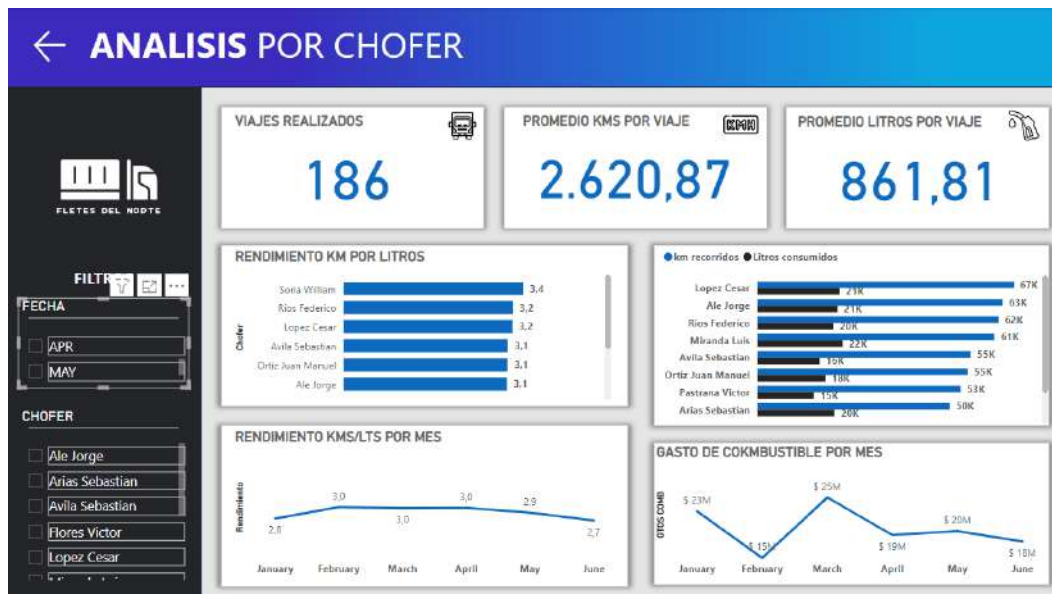 ANALISIS POR CHOFER
FLETES DEL NORTE
FECHA
APR
MAY
CHOFER
Ale Jorge
Arias Sebastian
Avila Sebastian
Flores Victor
Lopez Cesar
VIAJES REALIZADOS
186
PROMEDIO KMS POR VIAJE
2.620,87
PROMEDIO LITROS POR VIAJE
861,81
RENDIMIENTO KM POR LITROS
Chofer
Soria William 3,4
Rios Federico 3,2
Lopez Cesar 3,2
Avila Sebastian 3,1
Ortiz Juan Manuel 3,1
Ale Jorge 3,1
km recorridos Litros consumidos
Lopez Cesar 67K 21K
Ale Jorge 63K 21K
Rios Federico 62K 20K
Miranda Luis 61K 22K
Avila Sebastian 55K 16K
Ortiz Juan Manuel 55K 18K
Pastrana Victor 53K 15K
Arias Sebastian 50K 20K
RENDIMIENTO KMS/LTS POR MES
Rendimiento
3,0 3,0 3,0 2,9 2,7
January February March April May June
GASTO DE COKMBUSTIBLE POR MES
$ 23M $ 15M $ 25M $ 19M $ 20M $ 18M
January February March April May June